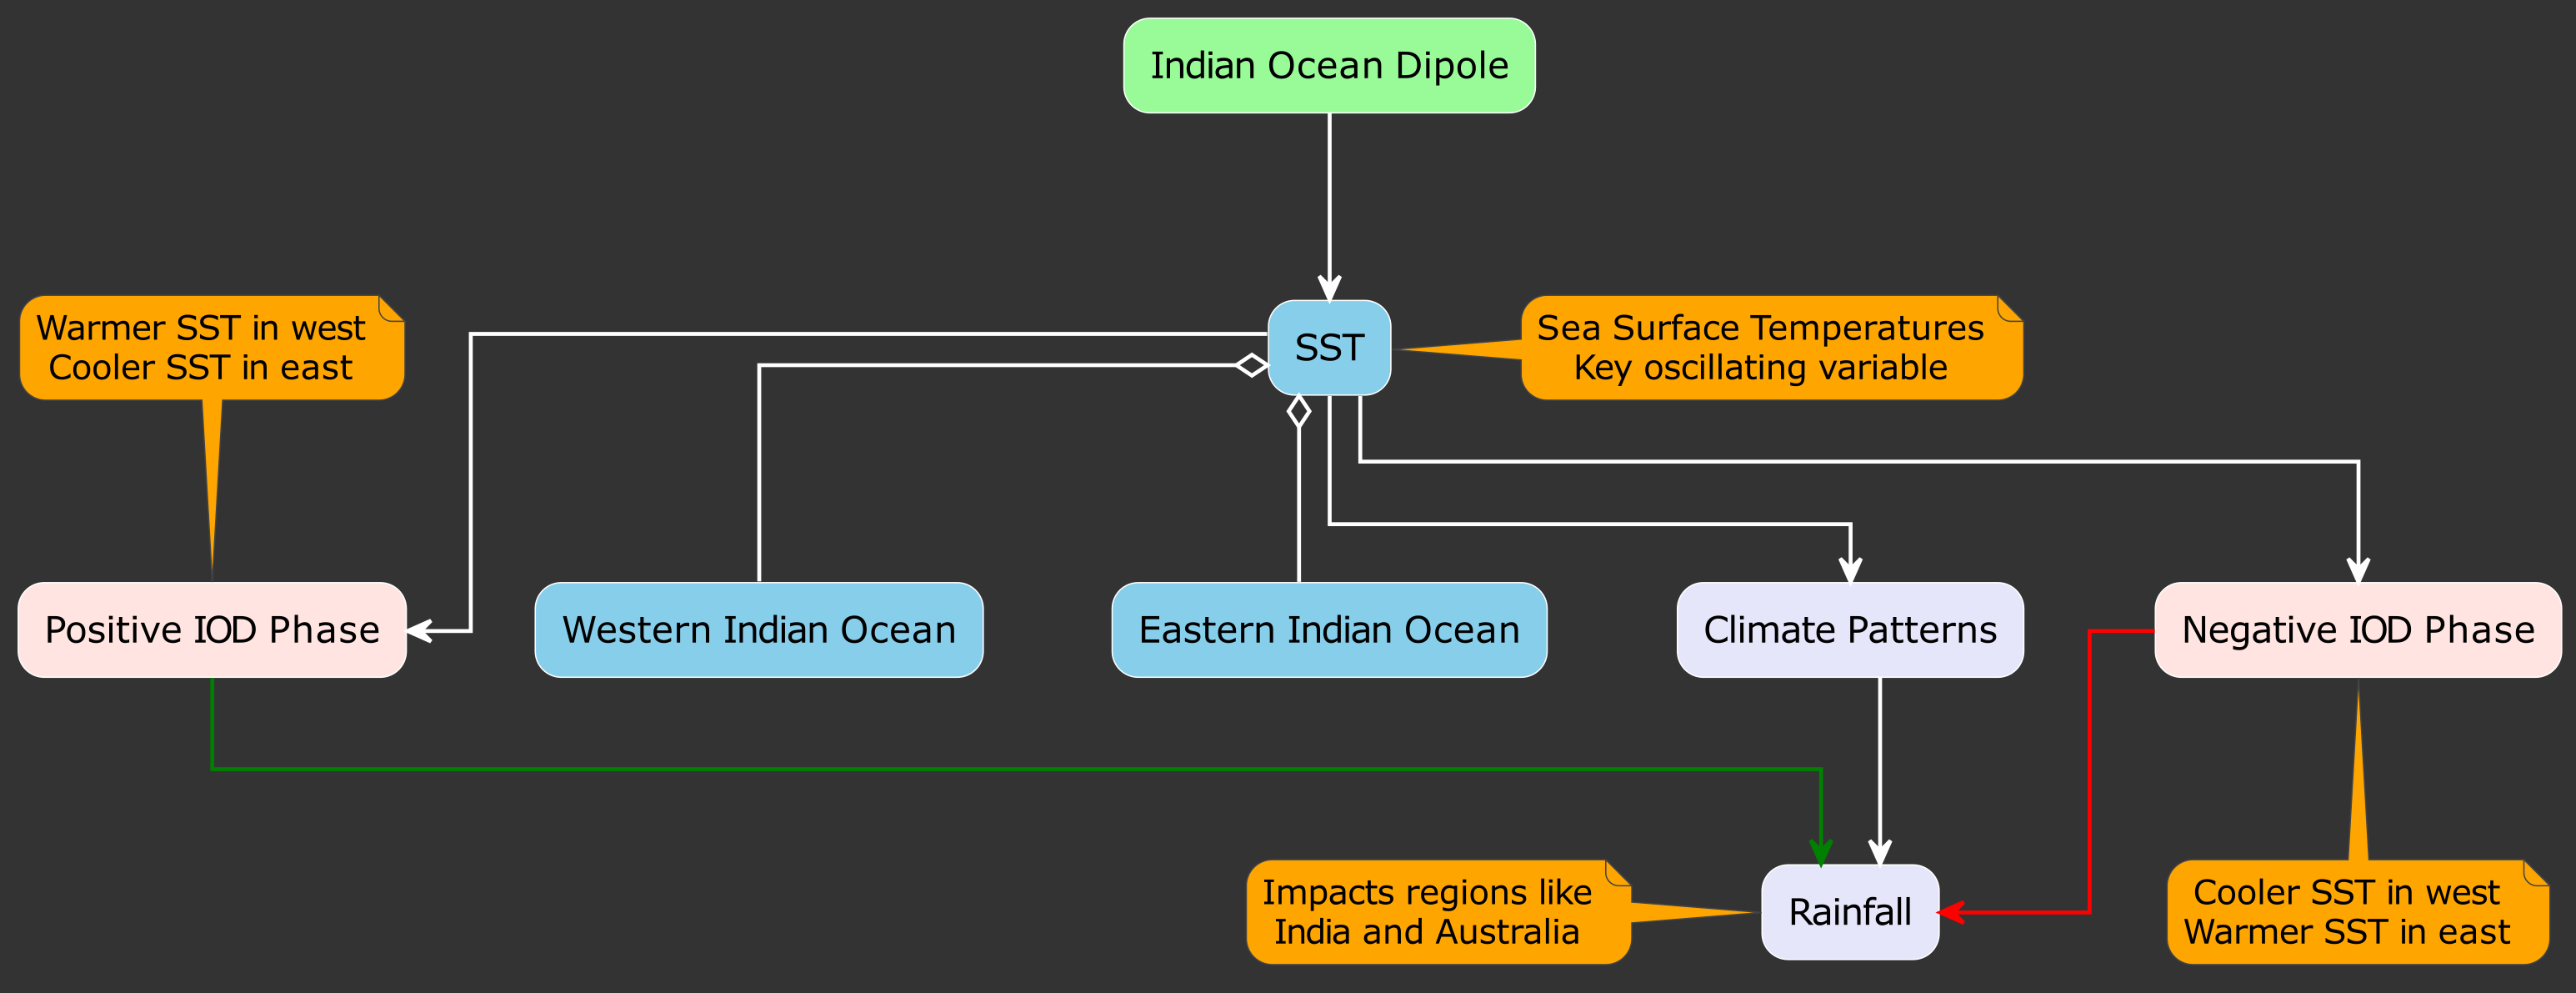 Indian Ocean Dipole
Warmer SST in west
Cooler SST in east
SST
Sea Surface Temperatures
Key oscillating variable
Positive IOD Phase
Western Indian Ocean
Eastern Indian Ocean
Climate Patterns
Negative IOD Phase
Impacts regions like
India and Australia
Rainfall
Cooler SST in west
Warmer SST in east